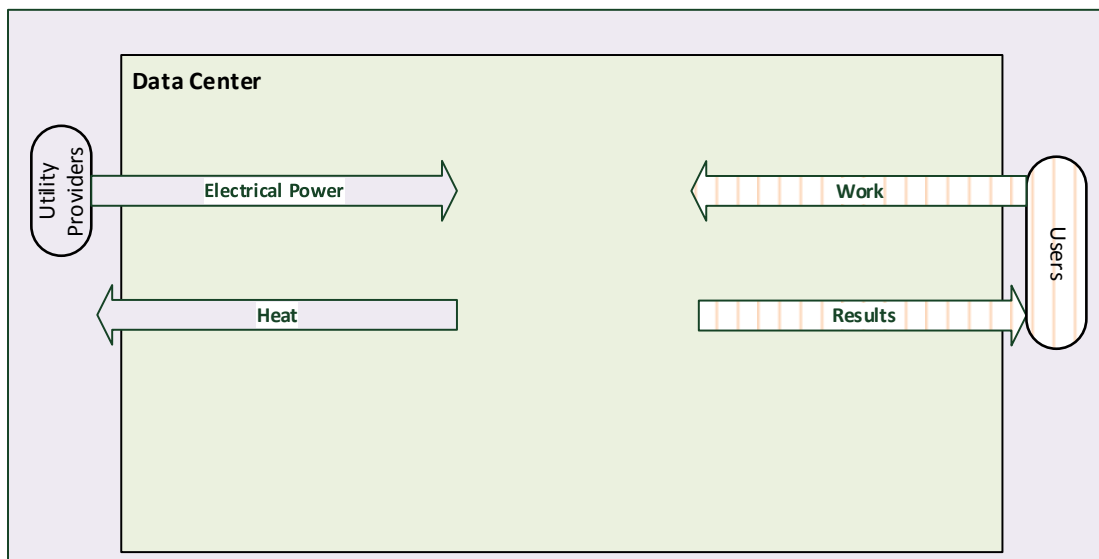 Data Center
Utility
Providers
Electrical Power
Work
Users
Heat
Results